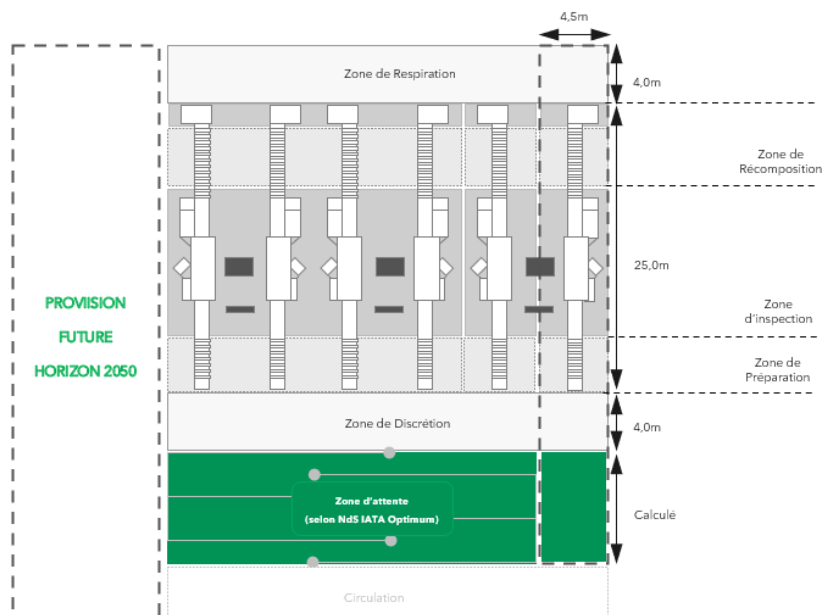 4,5m
Zone de Respiration
4,0m
Zone de
Récomposition
25,0m
PROVIISION
FUTURE
HORIZON 2050
Zone
d'inspection
Zone de
Préparation
Zone de Discrétion
4,0m
Zone d'attente
(selon NdS IATA Optimum)
Calculé
Circulation